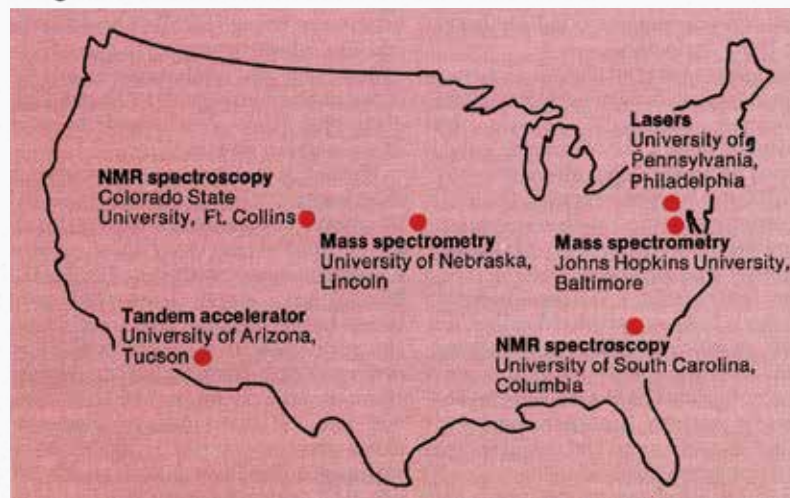 Lasers
University of
Pennsylvania,
Philadelphia
NMR spectroscopy
Colorado State
University, Ft. Collins
Mass spectrometry
University of Nebraska,
Lincoln
Mass spectrometry
Johns Hopkins University,
Baltimore
Tandem accelerator
University of Arizona,
Tucson
NMR spectroscopy
University of South Carolina,
Columbia